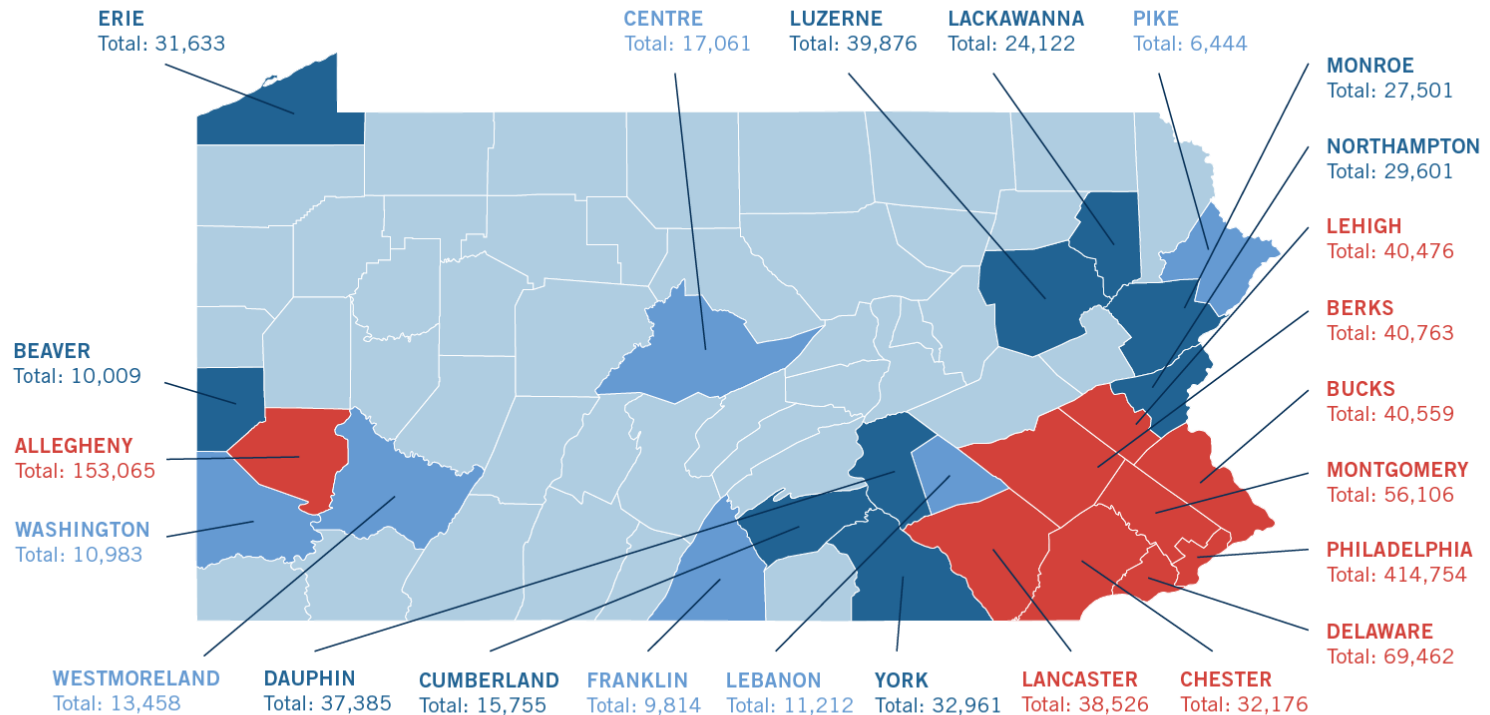 ERIE
Total: 31,633
CENTRE
Total: 17,061
LUZERNE
Total: 39,876
LACKAWANNA
Total: 24,122
PIKE
Total: 6,444
MONROE
Total: 27,501
NORTHAMPTON
Total: 29,601
LEHIGH
Total: 40,476
BERKS
Total: 40,763
BUCKS
Total: 40,559
MONTGOMERY
Total: 56,106
PHILADELPHIA
Total: 414,754
DELAWARE
Total: 69,462
BEAVER
Total: 10,009
ALLEGHENY
Total: 153,065
WASHINGTON
Total: 10,983
WESTMORELAND
Total: 13,458
DAUPHIN
Total: 37,385
CUMBERLAND
Total: 15,755
FRANKLIN
Total: 9,814
LEBANON
Total: 11,212
YORK
Total: 32,961
LANCASTER
Total: 38,526
CHESTER
Total: 32,176